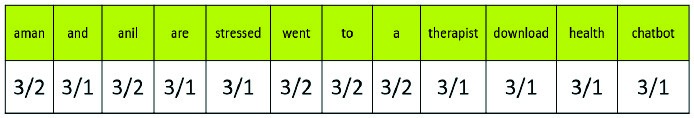 aman and anil are stressed went to a therapist download health chatbot
3/2 3/1 3/2 3/1 3/1 3/2 3/2 3/2 3/1 3/1 3/1 3/1